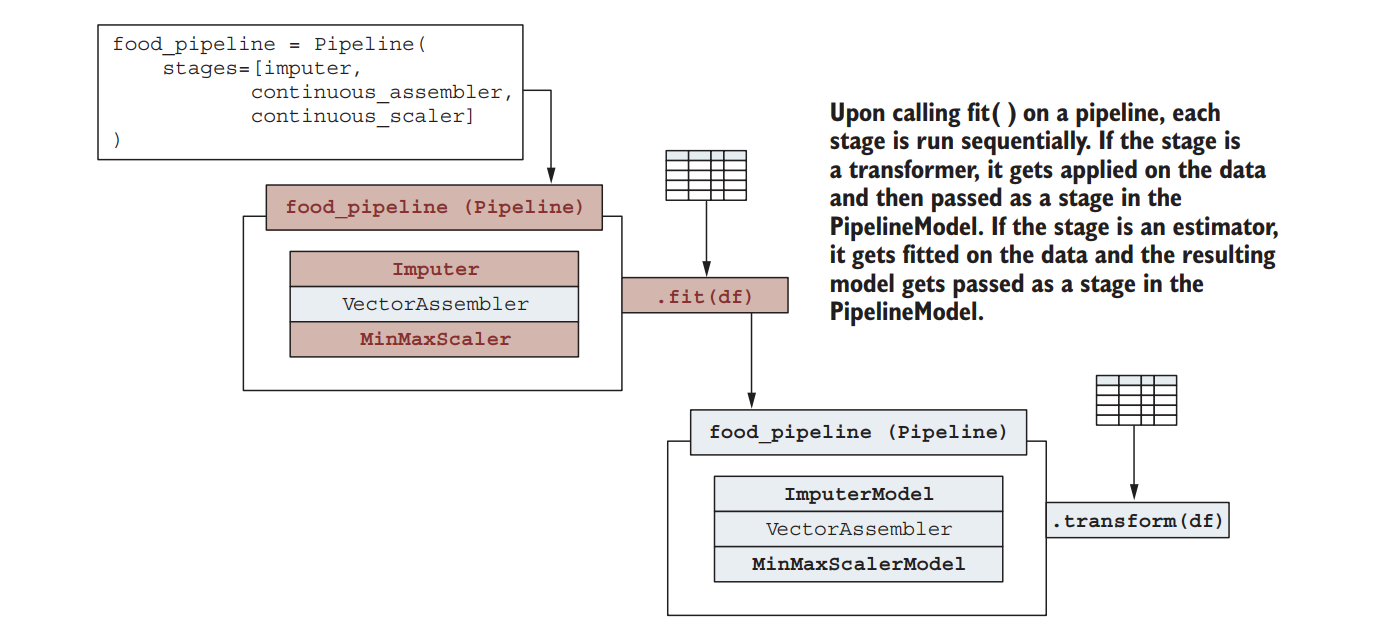 food_pipeline = Pipeline(
    stages=[imputer,
           continuous_assembler,
           continuous_scaler]
)
Upon calling fit( ) on a pipeline, each
stage is run sequentially. If the stage is
a transformer, it gets applied on the data
and then passed as a stage in the
PipelineModel. If the stage is an estimator,
it gets fitted on the data and the resulting
model gets passed as a stage in the
PipelineModel.
food_pipeline (Pipeline)
Imputer
VectorAssembler
MinMaxScaler
.fit(df)
food_pipeline (Pipeline)
ImputerModel
VectorAssembler
MinMaxScalerModel
.transform(df)